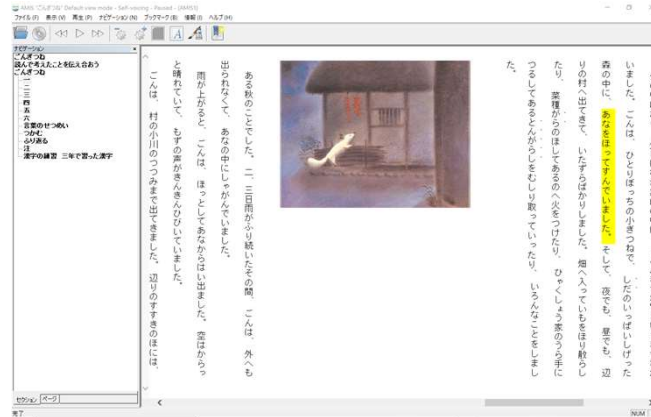 AMIS 'ごんぎつね' Default view mode - Self-voicing - Paused - [AMIS3]
ファイル (F) 表示 (V) 再生 (P) ナビゲーション (N) ブックマーク (B) 情報 (I) ヘルプ (H)
ナビゲーション
ごんぎつね
読んで考えたことを伝え合おう
ごんぎつね
一
二
三
四
五
六
言葉のせつめい
つかむ
ふり返る
注
漢字の練習 三年で習った漢字
セクション ページ
いました。ごんは、ひとりぼっちの小ぎつねで、しだのいっぱいしげった
森の中に、あなをほってすんでいました。そして、夜でも、昼でも、辺
りの村へ出てきて、いたずらばかりしました。畑へ入っていもをほり散らし
たり、菜種がらのほしてあるのへ火をつけたり、ひゃくしょう家のうら手に
つるしてあるとんがらしをむしり取っていったり、いろんなことをしまし
た。
ある秋のことでした。二、三日雨がふり続いたその間、ごんは、外へも
出られなくて、あなの中にしゃがんでいました。
雨が上がると、ごんは、ほっとしてあなからはい出ました。空はからっ
と晴れていて、もずの声がきんきんひびいていました。
ごんは、村の小川のつつみまで出てきました。辺りのすすきのほには、
完了
NUM